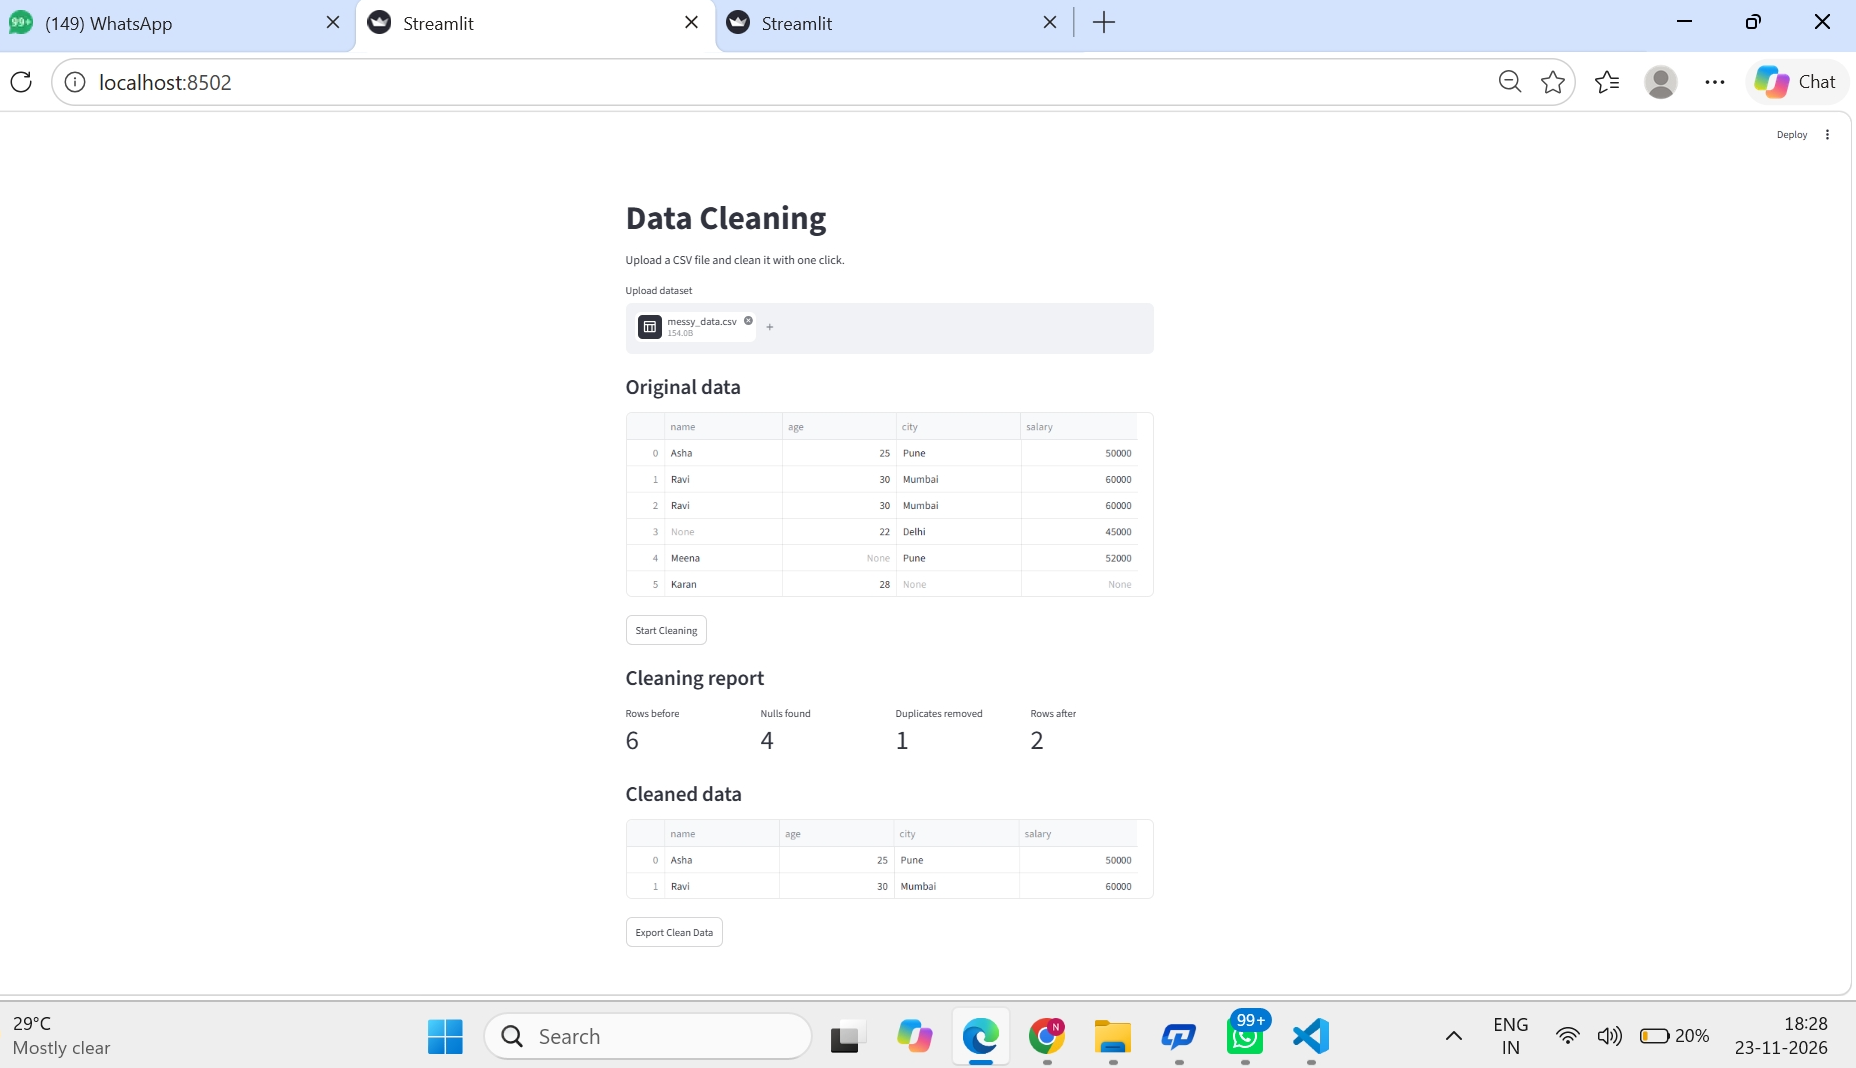 99+ (149) WhatsApp Streamlit Streamlit
localhost:8502 Chat
Deploy
Data Cleaning
Upload a CSV file and clean it with one click.
Upload dataset
messy_data.csv
154.0B
+
Original data
name age city salary
0 Asha 25 Pune 50000
1 Ravi 30 Mumbai 60000
2 Ravi 30 Mumbai 60000
3 None 22 Delhi 45000
4 Meena None Pune 52000
5 Karan 28 None None
Start Cleaning
Cleaning report
Rows before Nulls found Duplicates removed Rows after
6 4 1 2
Cleaned data
name age city salary
0 Asha 25 Pune 50000
1 Ravi 30 Mumbai 60000
Export Clean Data
29°C
Mostly clear
Search
N
99+
ENG
IN
20%
18:28
23-11-2026